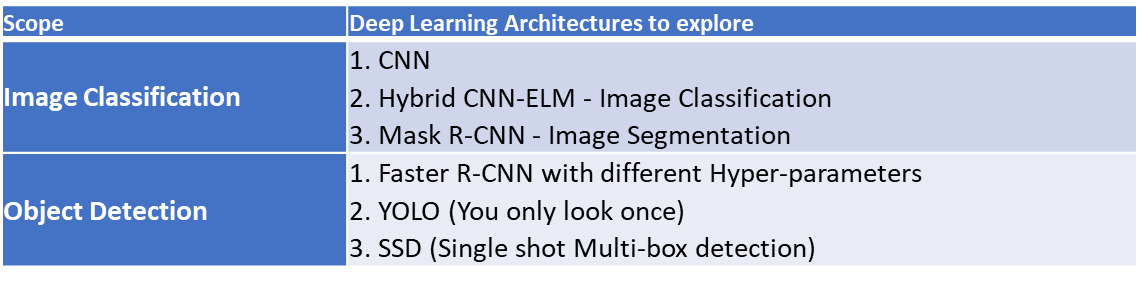 Scope
Deep Learning Architectures to explore
Image Classification
1. CNN
2. Hybrid CNN-ELM - Image Classification
3. Mask R-CNN - Image Segmentation
Object Detection
1. Faster R-CNN with different Hyper-parameters
2. YOLO (You only look once)
3. SSD (Single shot Multi-box detection)